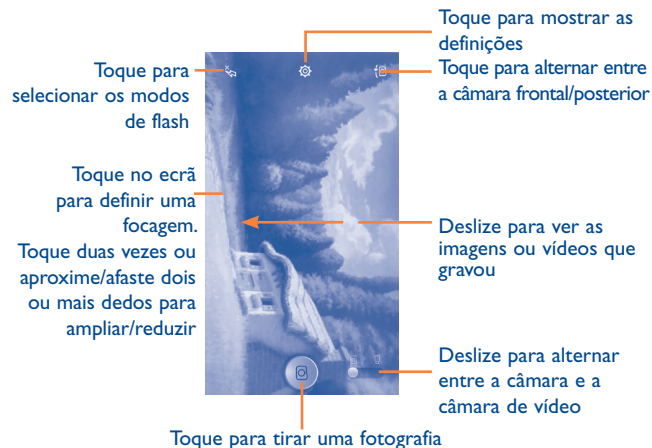 Toque para mostrar as
definições
Toque para alternar entre
a câmara frontal/posterior
Toque para
selecionar os modos
de flash
Toque no ecrã
para definir uma
focagem.
Toque duas vezes ou
aproxime/afaste dois
ou mais dedos para
ampliar/reduzir
Deslize para ver as
imagens ou vídeos que
gravou
Deslize para alternar
entre a câmara e a
câmara de vídeo
Toque para tirar uma fotografia